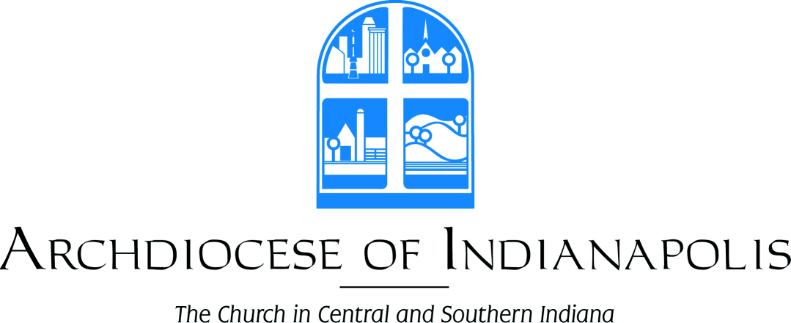 ARCHDIOCESE OF INDIANAPOLIS
The Church in Central and Southern Indiana